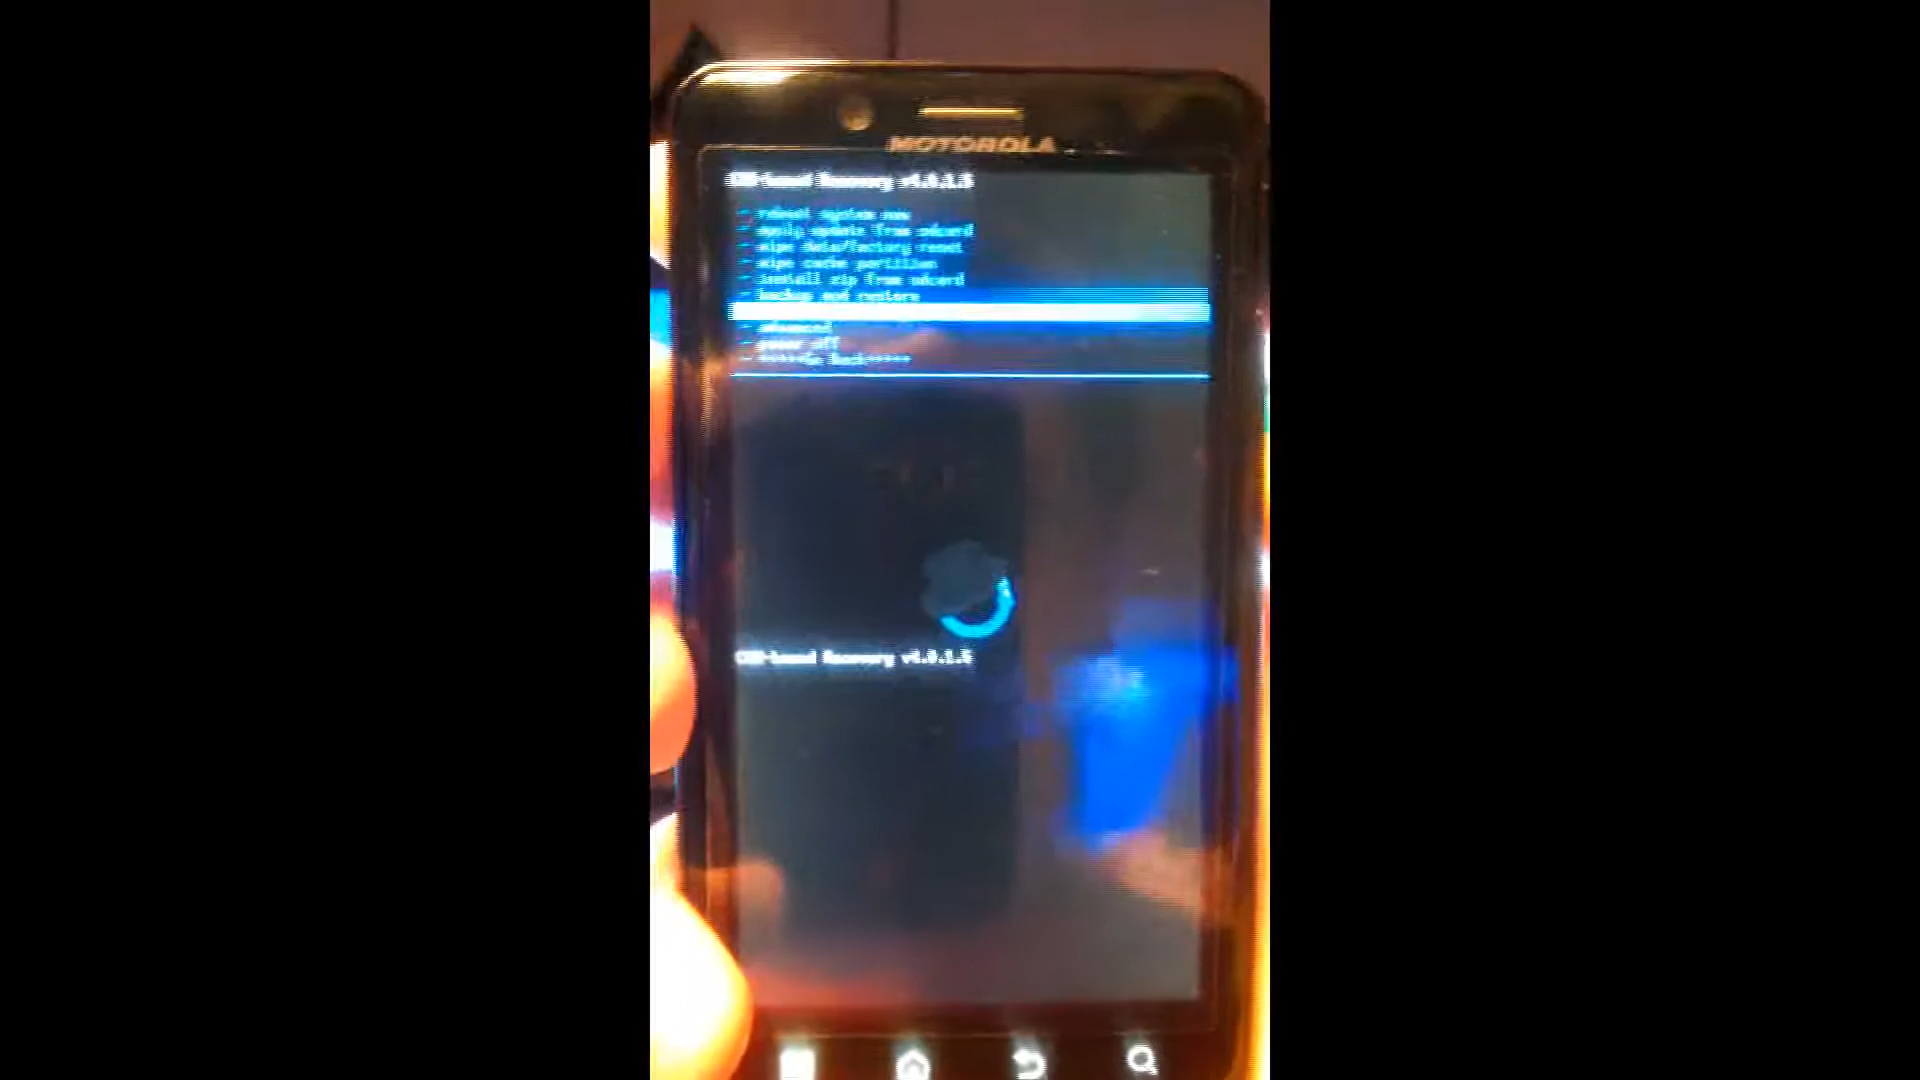 MOTOROLA
CWM-based Recovery v4.0.1.5
- reboot system now
- apply update from sdcard
- wipe data/factory reset
- wipe cache partition
- install zip from sdcard
- backup and restore
- advanced
- power off
- *****Go Back*****
CWM-based Recovery v4.0.1.5